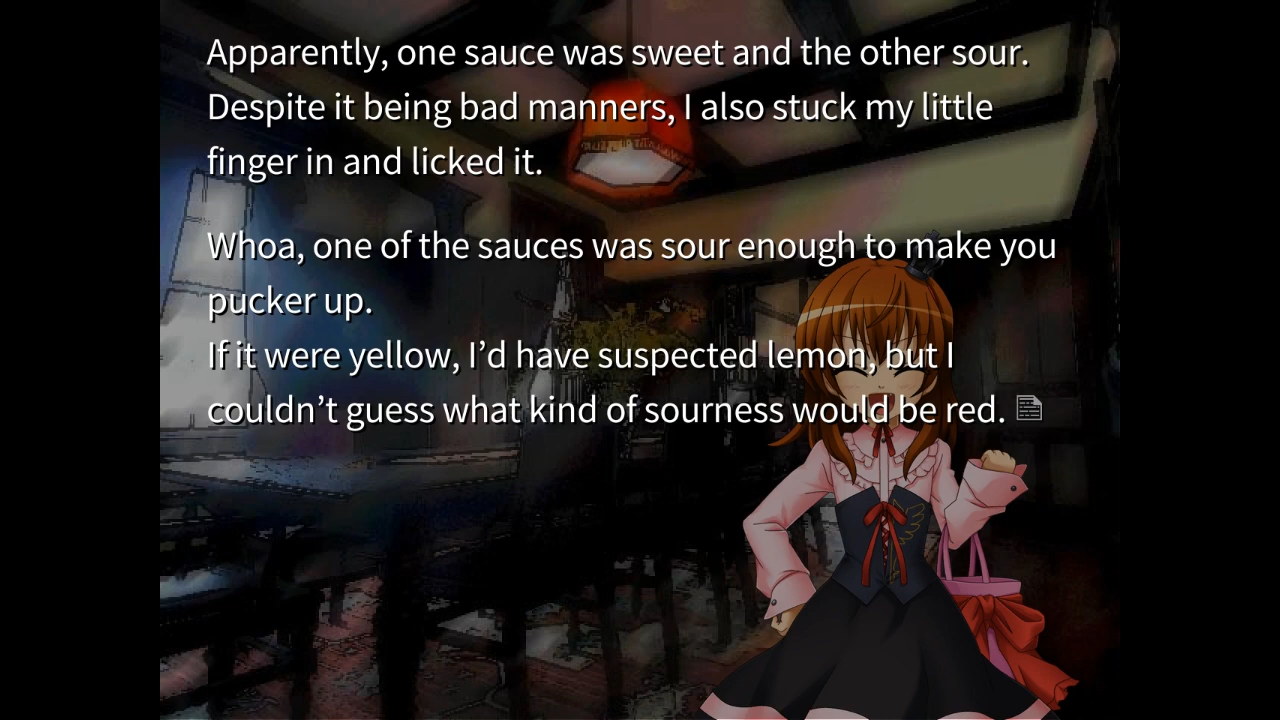 Apparently, one sauce was sweet and the other sour.
Despite it being bad manners, I also stuck my little
finger in and licked it.
Whoa, one of the sauces was sour enough to make you
pucker up.
If it were yellow, I’d have suspected lemon, but I
couldn’t guess what kind of sourness would be red.